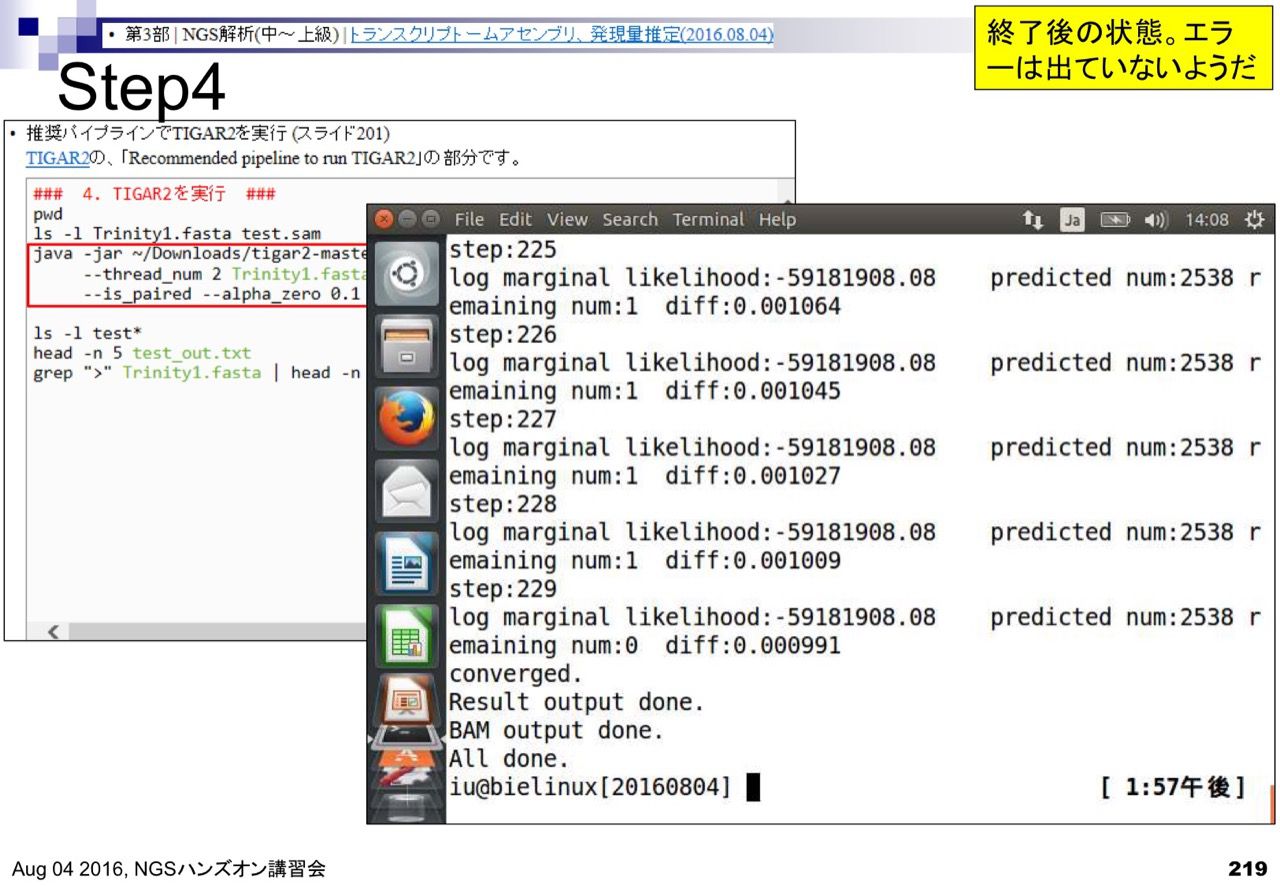 • 第3部 | NGS解析(中～上級) | トランスクリプトームアセンブリ、発現量推定(2016.08.04)
終了後の状態。エラ
ーは出ていないようだ
Step4
• 推奨パイプラインでTIGAR2を実行 (スライド201)
TIGAR2の、「Recommended pipeline to run TIGAR2」の部分です。
### 4. TIGAR2を実行 ###
pwd
ls -l Trinity1.fasta test.sam
java -jar ~/Downloads/tigar2-maste
--thread_num 2 Trinity1.fasta
--is_paired --alpha_zero 0.1
ls -l test*
head -n 5 test_out.txt
grep ">" Trinity1.fasta | head -n
File Edit View Search Terminal Help
Ja
14:08
step:225
log marginal likelihood:-59181908.08 predicted num:2538 r
emaining num:1 diff:0.001064
step:226
log marginal likelihood:-59181908.08 predicted num:2538 r
emaining num:1 diff:0.001045
step:227
log marginal likelihood:-59181908.08 predicted num:2538 r
emaining num:1 diff:0.001027
step:228
log marginal likelihood:-59181908.08 predicted num:2538 r
emaining num:1 diff:0.001009
step:229
log marginal likelihood:-59181908.08 predicted num:2538 r
emaining num:0 diff:0.000991
converged.
Result output done.
BAM output done.
All done.
iu@bielinux[20160804] [ 1:57午後]
Aug 04 2016, NGSハンズオン講習会
219